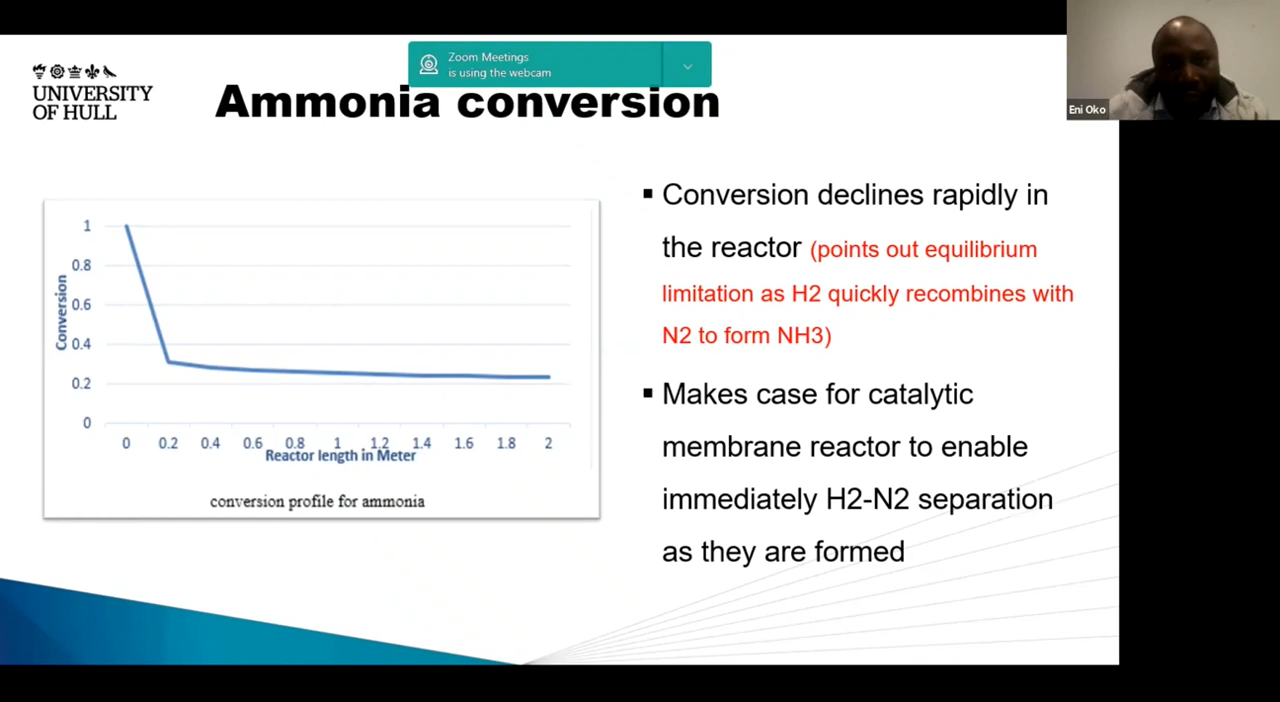 Zoom Meetings
is using the webcam
UNIVERSITY
OF HULL
Ammonia conversion
Eni Oko
1
0.8
0.6
0.4
0.2
0
Conversion
0 0.2 0.4 0.6 0.8 1 1.2 1.4 1.6 1.8 2
Reactor length in Meter
conversion profile for ammonia
▪ Conversion declines rapidly in
the reactor (points out equilibrium
limitation as H2 quickly recombines with
N2 to form NH3)
▪ Makes case for catalytic
membrane reactor to enable
immediately H2-N2 separation
as they are formed